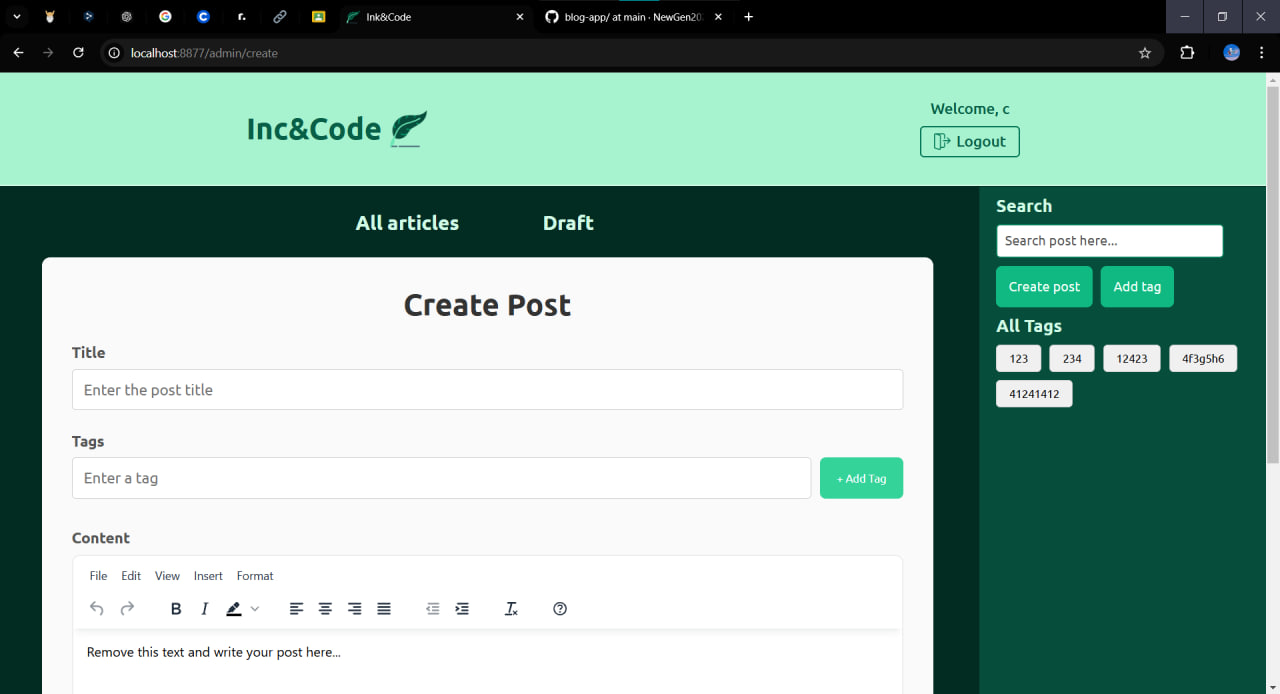 Ink&Code
blog-app/ at main · NewGen20
localhost:8877/admin/create
Inc&Code
Welcome, c
Logout
All articles
Draft
Create Post
Title
Enter the post title
Tags
Enter a tag
+ Add Tag
Content
File Edit View Insert Format
B I
Remove this text and write your post here...
Search
Search post here...
Create post Add tag
All Tags
123 234 12423 4f3g5h6
41241412